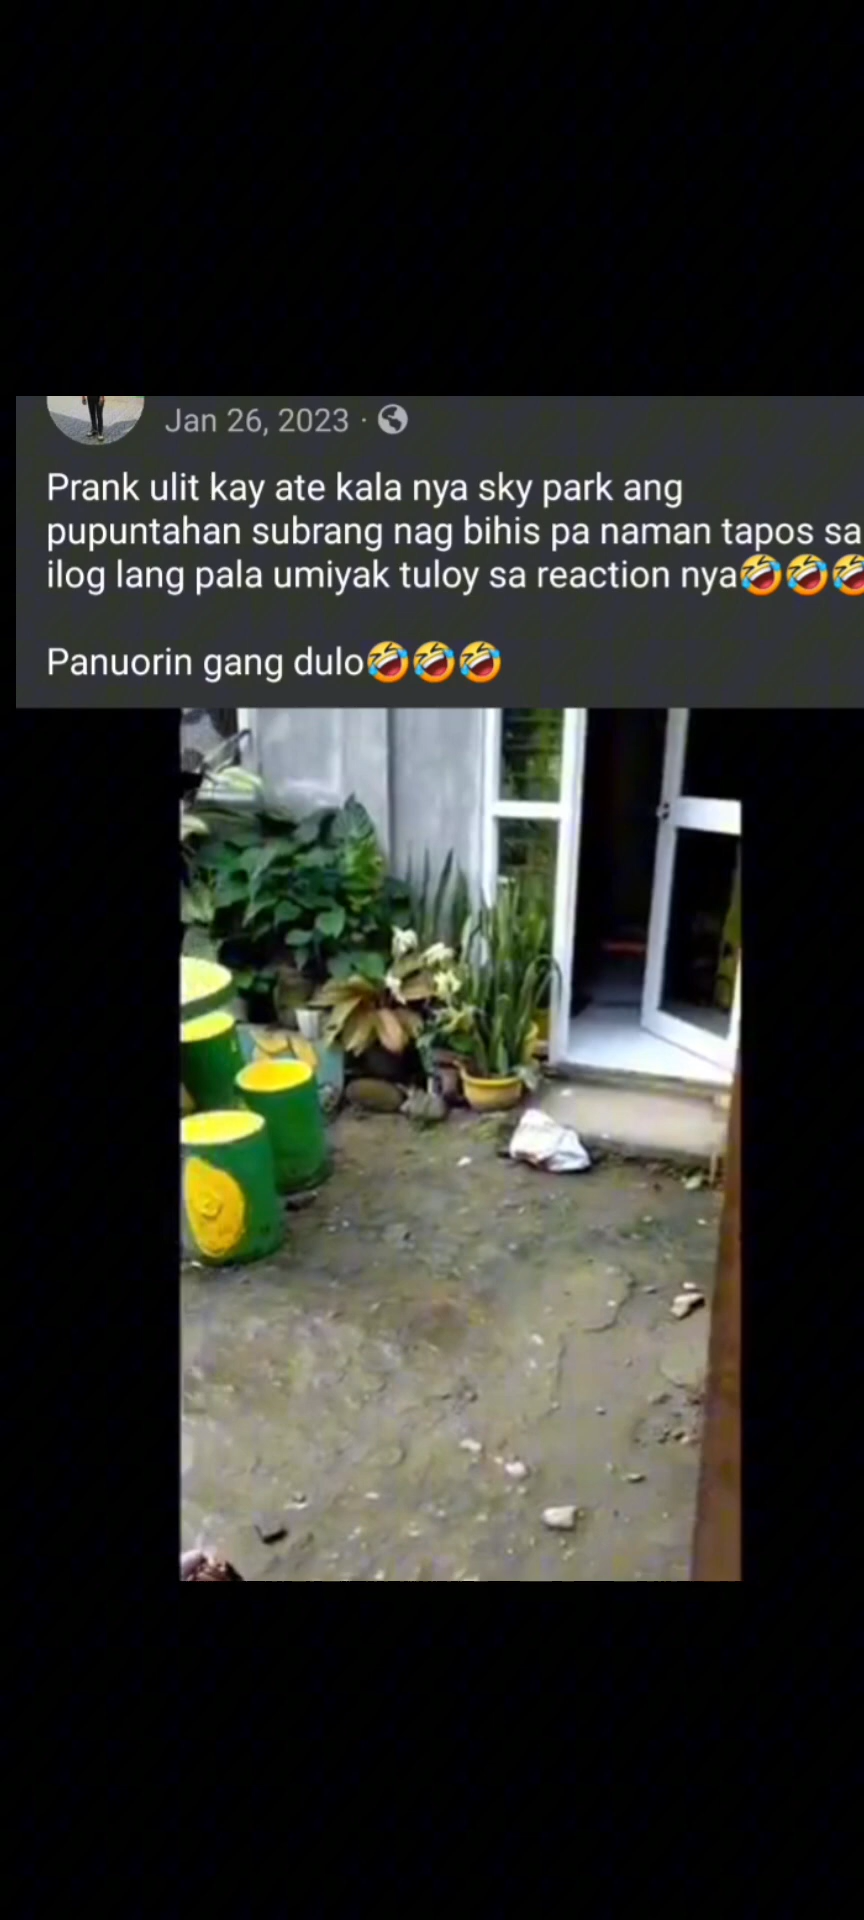 Jan 26, 2023 ·
Prank ulit kay ate kala nya sky park ang
pupuntahan subrang nag bihis pa naman tapos sa
ilog lang pala umiyak tuloy sa reaction nya🤣🤣🤣
Panuorin gang dulo🤣🤣🤣